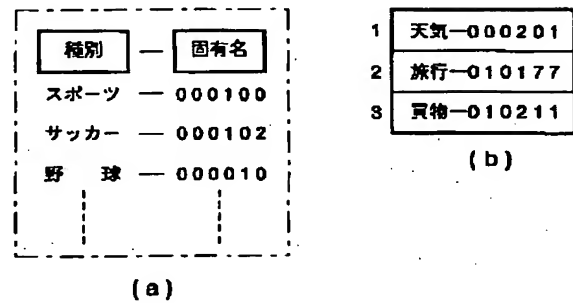 種別 — 固有名
スポーツ — 000100
サッカー — 000102
野 球 — 000010
(a)
1 天気—000201
2 旅行—010177
3 買物—010211
(b)